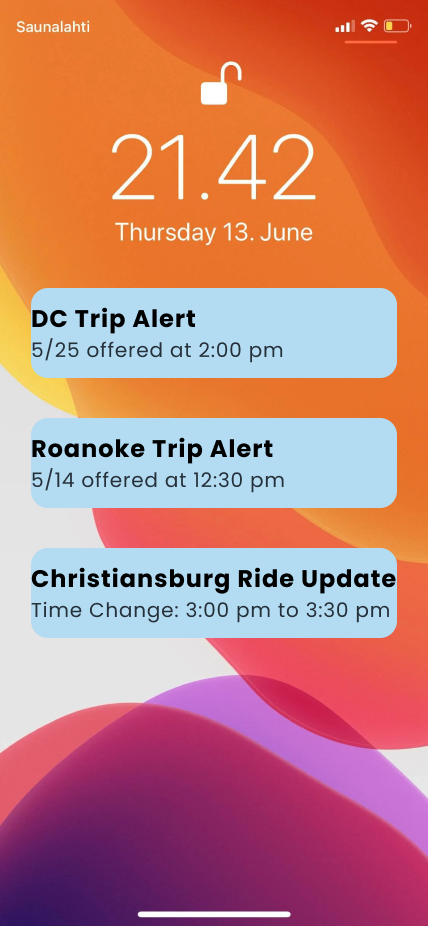 Saunalahti
21.42
Thursday 13. June
DC Trip Alert
5/25 offered at 2:00 pm
Roanoke Trip Alert
5/14 offered at 12:30 pm
Christiansburg Ride Update
Time Change: 3:00 pm to 3:30 pm